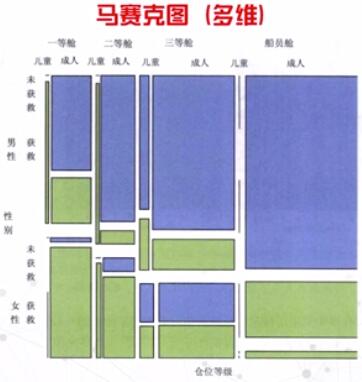 马赛克图（多维）
一等舱 二等舱 三等舱 船员舱
儿童 成人 儿童 成人 儿童 成人 儿童 成人
未获救
男性 获救
性别
未获救
女性 获救
仓位等级